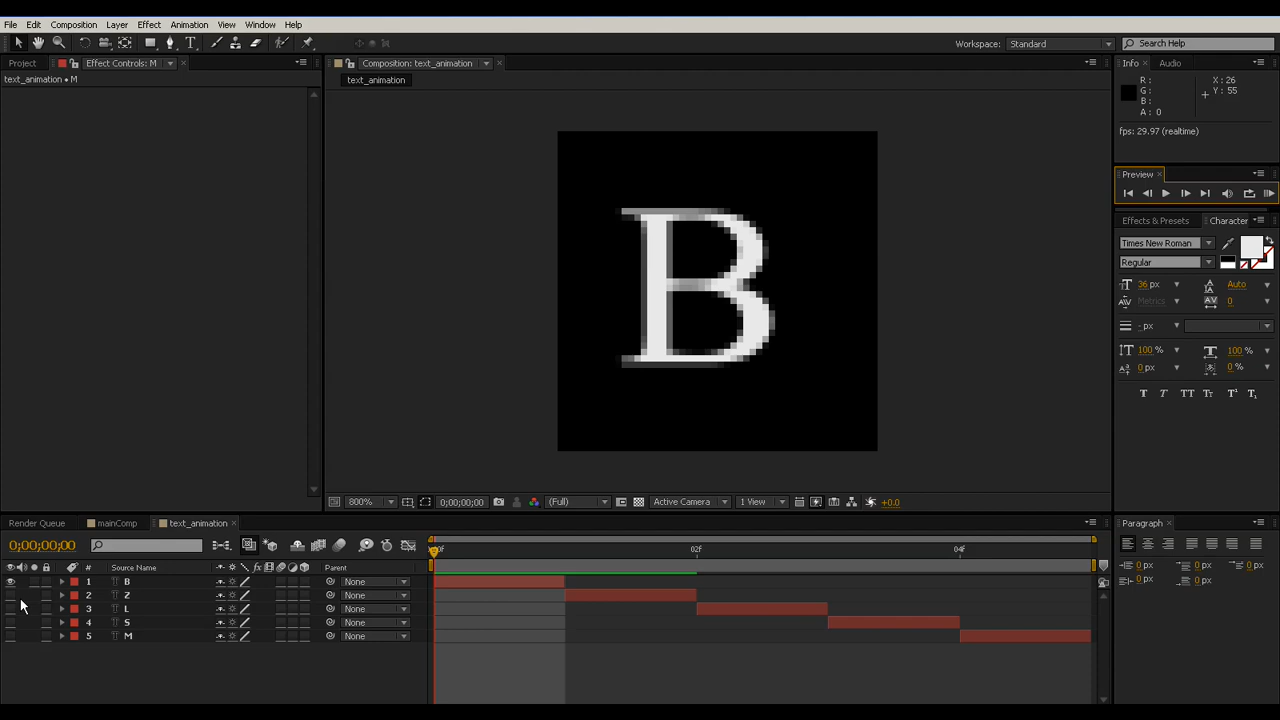 File Edit Composition Layer Effect Animation View Window Help
Workspace: Standard Search Help
Project Effect Controls: M Composition: text_animation Info Audio
text_animation • M text_animation
R : X : 26
G : Y : 55
B :
A : 0
fps: 29.97 (realtime)
Preview
Effects & Presets Character
Times New Roman
Regular
36 px Auto
Metrics 0
- px
100 % 100 %
0 px 0 %
T T TT TT T¹ T₁
B
800% 0;00;00;00 (Full) Active Camera 1 View +0.0
Render Queue mainComp text_animation Paragraph
0;00;00;00 02f 04f
# Source Name Parent
1 B None
2 Z None
3 L None
4 S None
5 M None
0 px 0 px 0 px
0 px 0 px